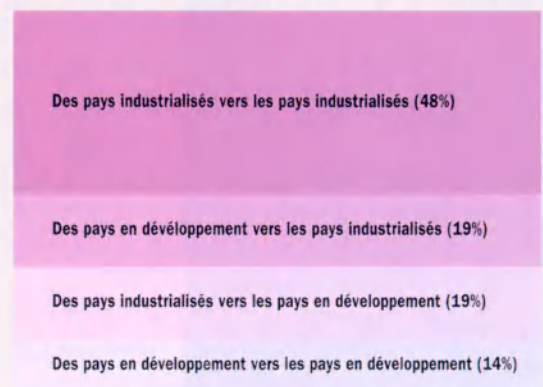 Des pays industrialisés vers les pays industrialisés (48%)
Des pays en dévéloppement vers les pays industrialisés (19%)
Des pays industrialisés vers les pays en développement (19%)
Des pays en développement vers les pays en développement (14%)